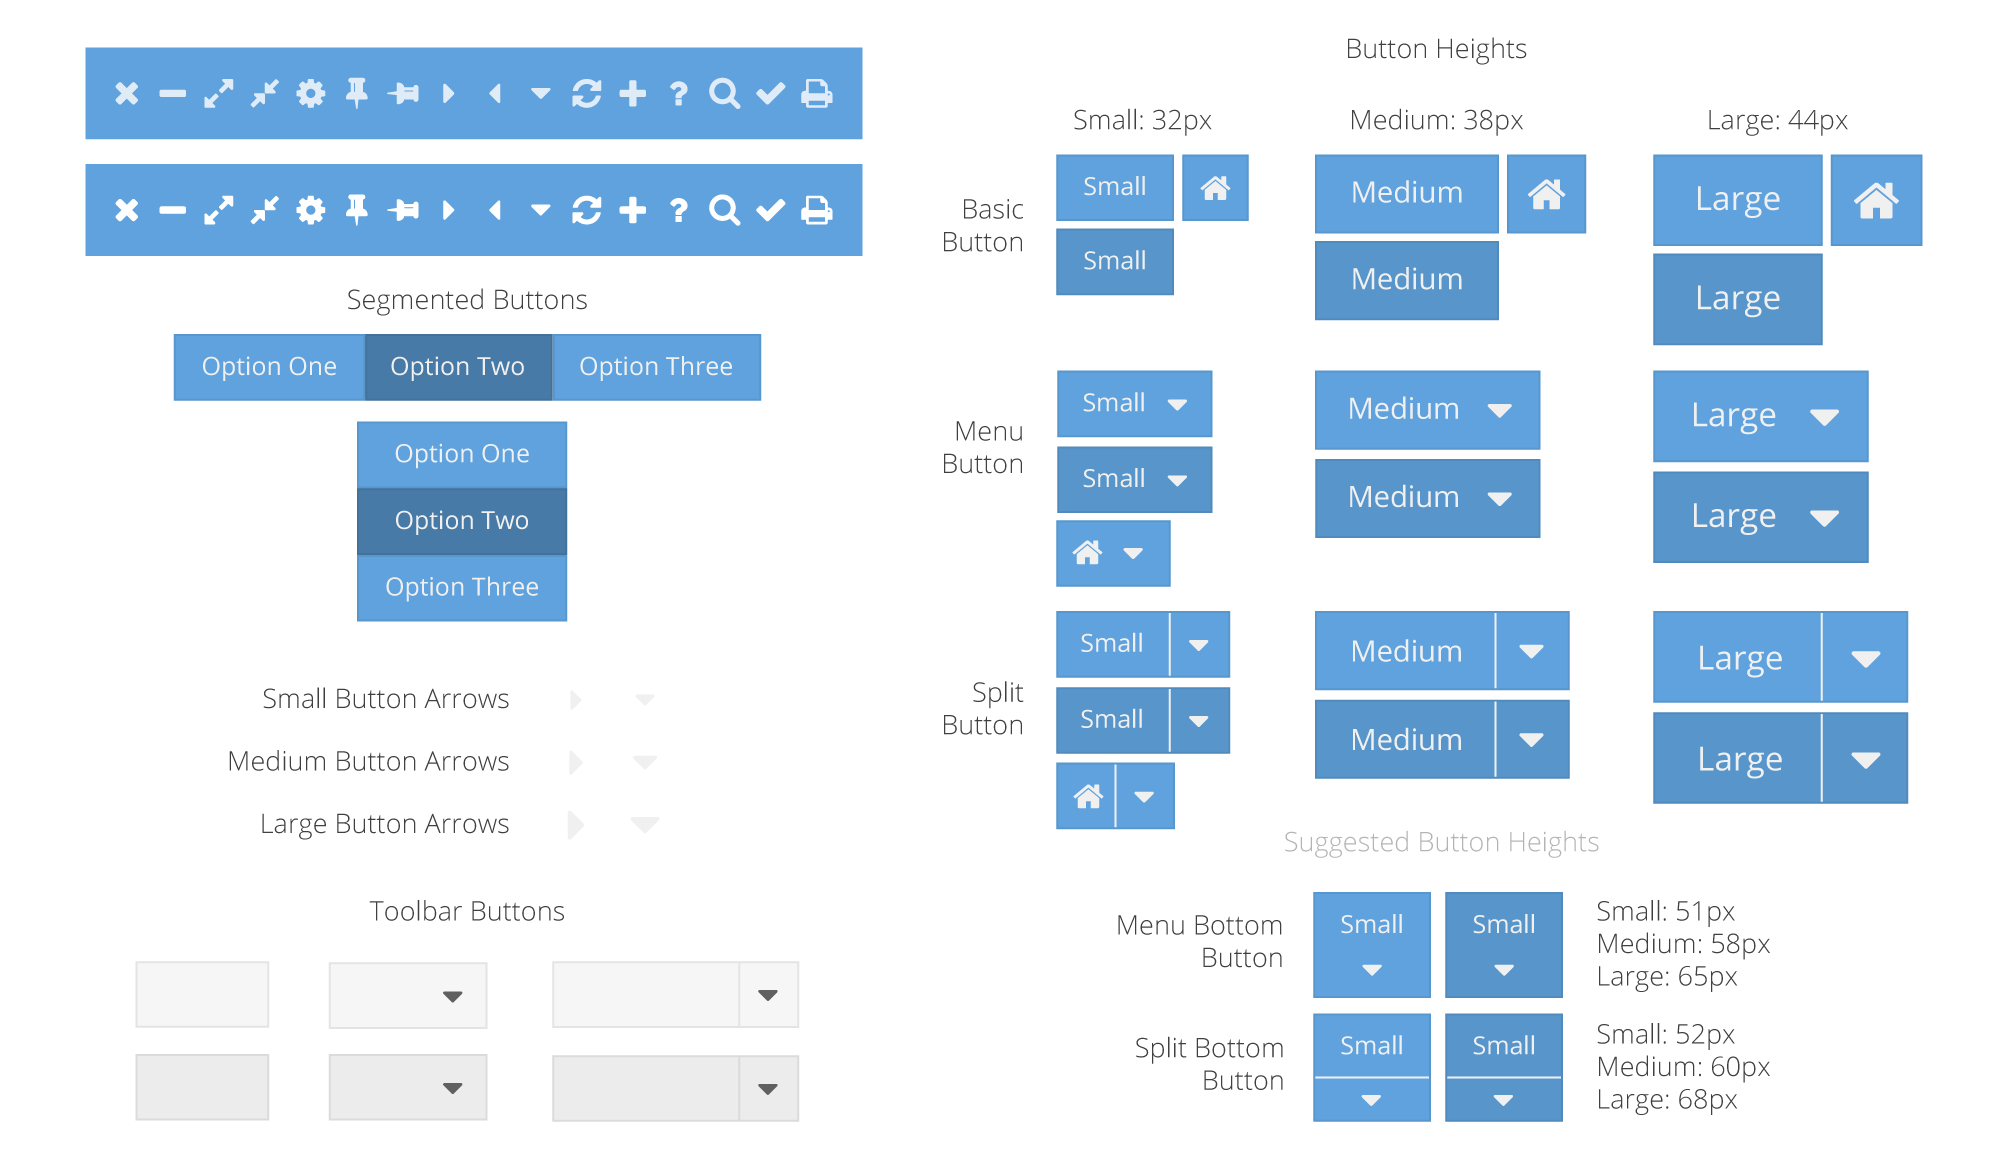 Segmented Buttons
Option One
Option Two
Option Three
Option One
Option Two
Option Three
Small Button Arrows
Medium Button Arrows
Large Button Arrows
Toolbar Buttons
Button Heights
Small: 32px
Medium: 38px
Large: 44px
Basic
Button
Small
Medium
Large
Small
Medium
Large
Menu
Button
Small
Medium
Large
Small
Medium
Large
Split
Button
Small
Medium
Large
Small
Medium
Large
Suggested Button Heights
Menu Bottom
Button
Small
Small
Small: 51px
Medium: 58px
Large: 65px
Split Bottom
Button
Small
Small
Small: 52px
Medium: 60px
Large: 68px